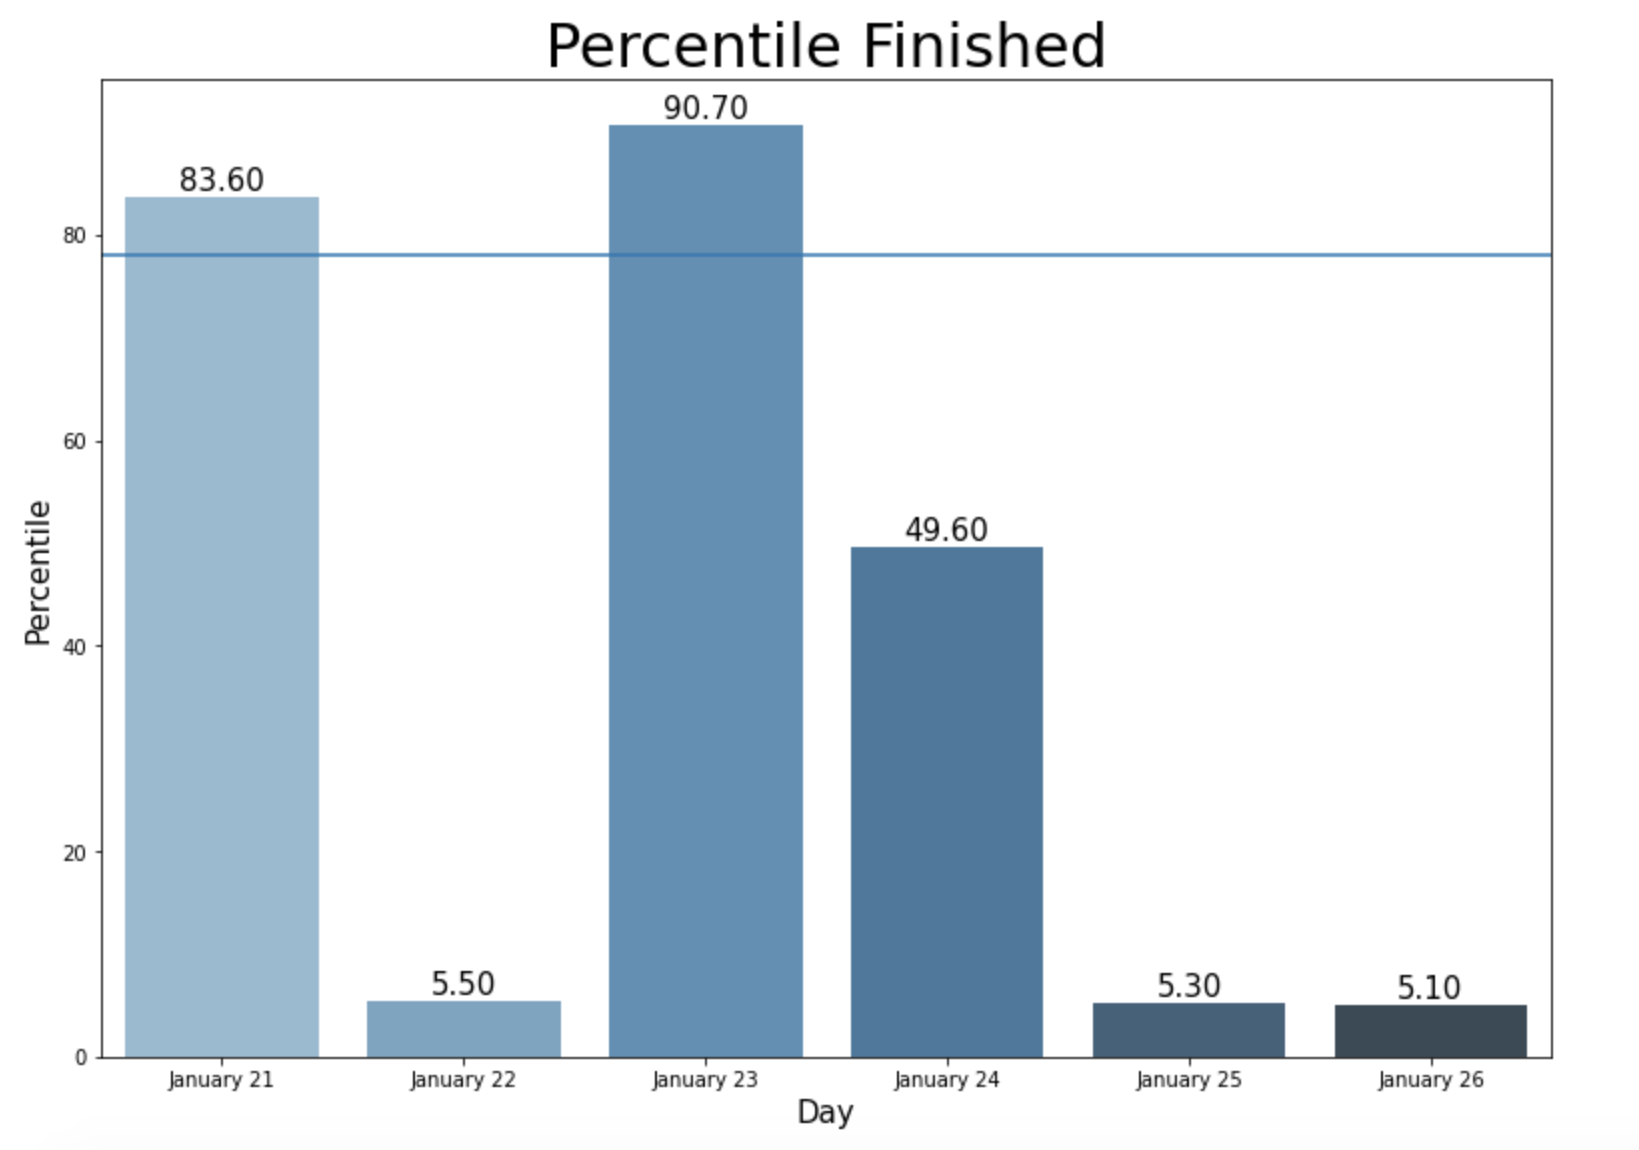 Percentile Finished
90.70
83.60
80
60
49.60
Percentile
40
20
5.50
5.30
5.10
0
January 21
January 22
January 23
January 24
January 25
January 26
Day